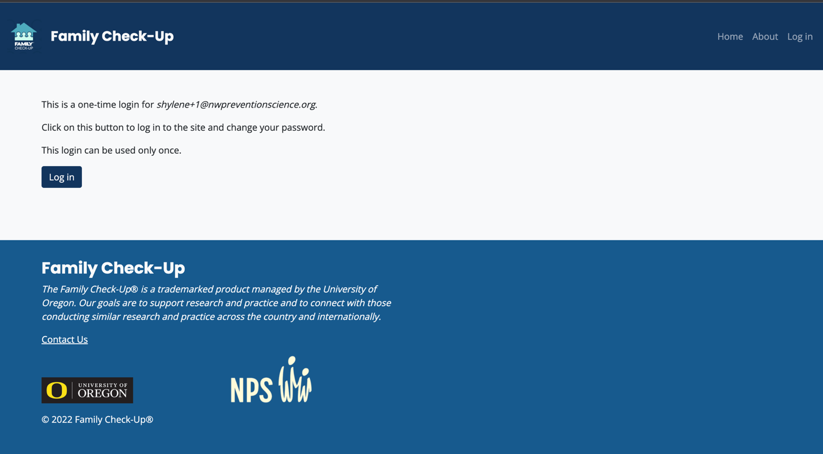 FAMILY
CHECK-UP
Family Check-Up
Home About Log in
This is a one-time login for shylene+1@nwpreventionscience.org.
Click on this button to log in to the site and change your password.
This login can be used only once.
Log in
Family Check-Up
The Family Check-Up® is a trademarked product managed by the University of
Oregon. Our goals are to support research and practice and to connect with those
conducting similar research and practice across the country and internationally.
Contact Us
O UNIVERSITY OF
OREGON
NPS
© 2022 Family Check-Up®